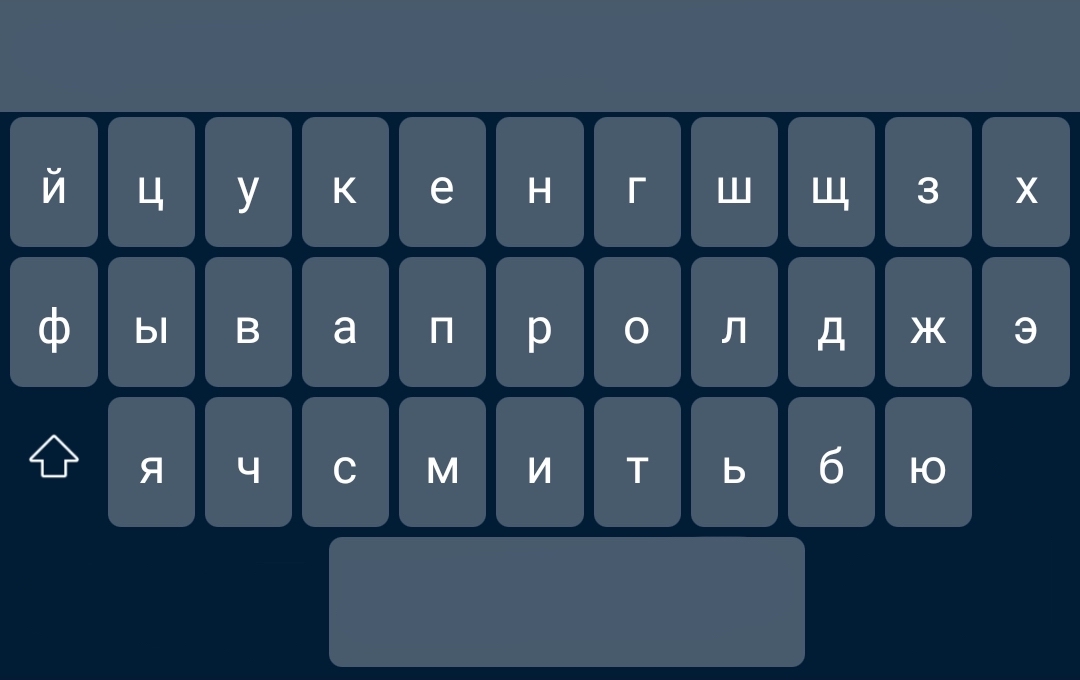 й ц у к е н г ш щ з х
ф ы в а п р о л д ж э
я ч с м и т ь б ю